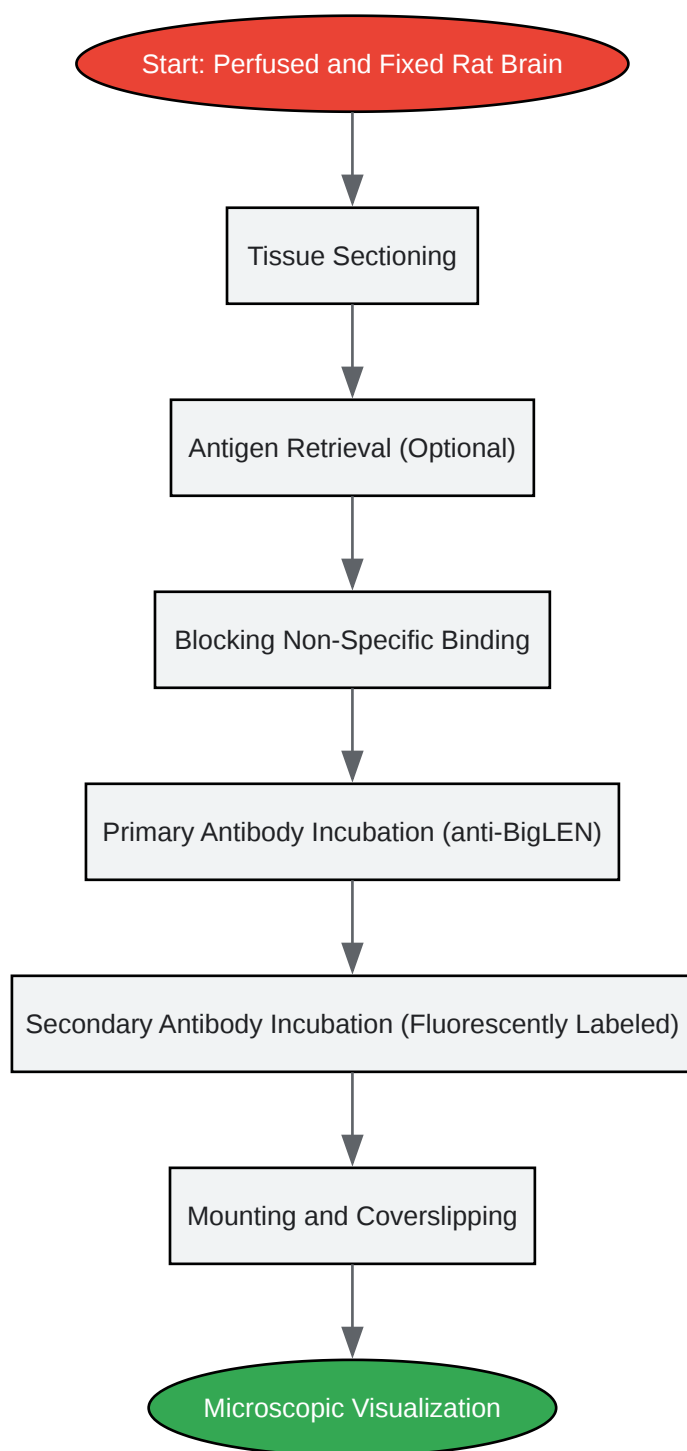 Start: Perfused and Fixed Rat Brain
Tissue Sectioning
Antigen Retrieval (Optional)
Blocking Non-Specific Binding
Primary Antibody Incubation (anti-BigLEN)
Secondary Antibody Incubation (Fluorescently Labeled)
Mounting and Coverslipping
Microscopic Visualization